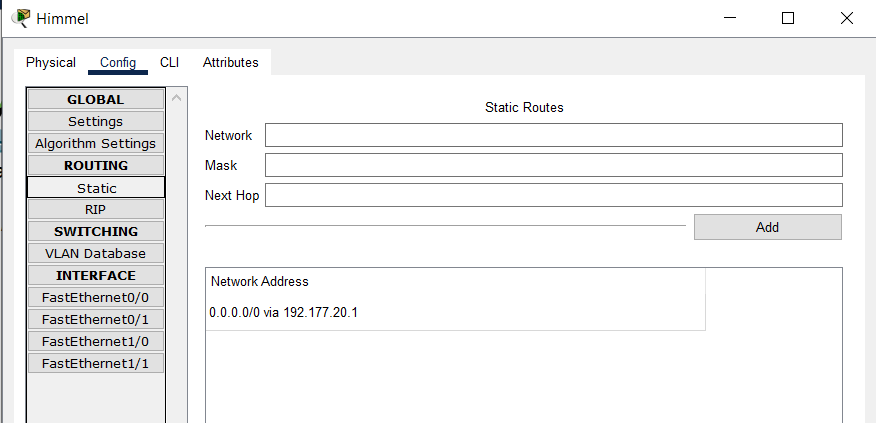 Himmel
Physical Config CLI Attributes
GLOBAL
Settings
Algorithm Settings
ROUTING
Static
RIP
SWITCHING
VLAN Database
INTERFACE
FastEthernet0/0
FastEthernet0/1
FastEthernet1/0
FastEthernet1/1
Static Routes
Network
Mask
Next Hop
Add
Network Address
0.0.0.0/0 via 192.177.20.1